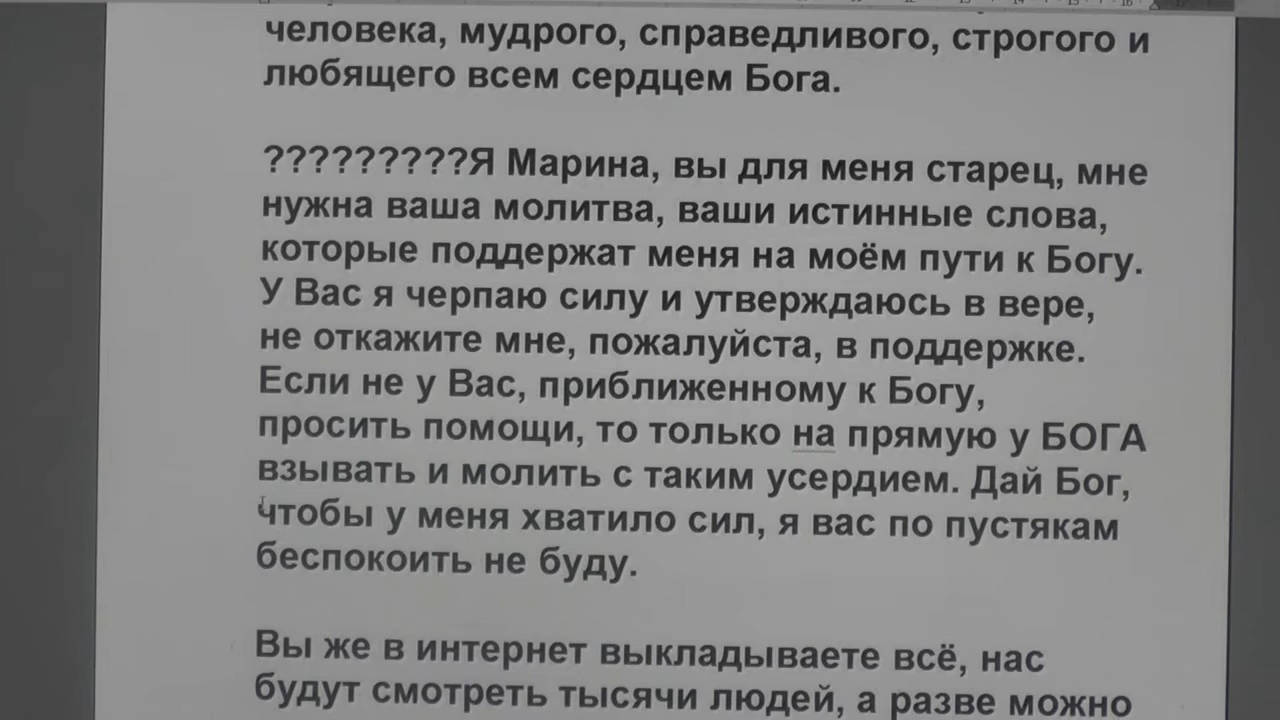 человека, мудрого, справедливого, строгого и
любящего всем сердцем Бога.
?????????Я Марина, вы для меня старец, мне
нужна ваша молитва, ваши истинные слова,
которые поддержат меня на моём пути к Богу.
У Вас я черпаю силу и утверждаюсь в вере,
не откажите мне, пожалуйста, в поддержке.
Если не у Вас, приближенному к Богу,
просить помощи, то только на прямую у БОГА
взывать и молить с таким усердием. Дай Бог,
чтобы у меня хватило сил, я вас по пустякам
беспокоить не буду.
Вы же в интернет выкладываете всё, нас
будут смотреть тысячи людей, а разве можно